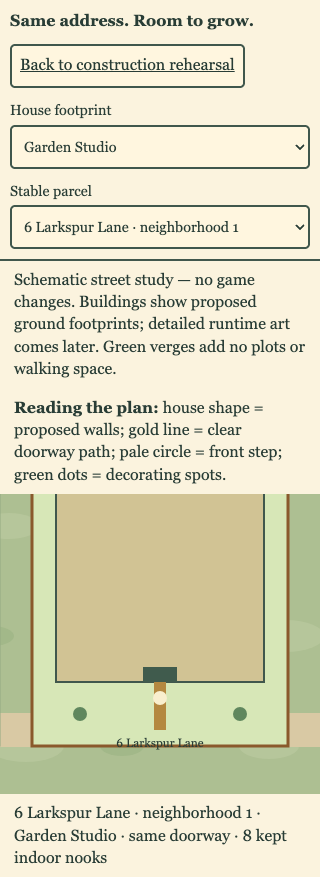 Same address. Room to grow.
Back to construction rehearsal
House footprint
Garden Studio
Stable parcel
6 Larkspur Lane · neighborhood 1
Schematic street study — no game
changes. Buildings show proposed
ground footprints; detailed runtime art
comes later. Green verges add no plots or
walking space.
Reading the plan: house shape =
proposed walls; gold line = clear
doorway path; pale circle = front step;
green dots = decorating spots.
6 Larkspur Lane
6 Larkspur Lane · neighborhood 1 ·
Garden Studio · same doorway · 8 kept
indoor nooks